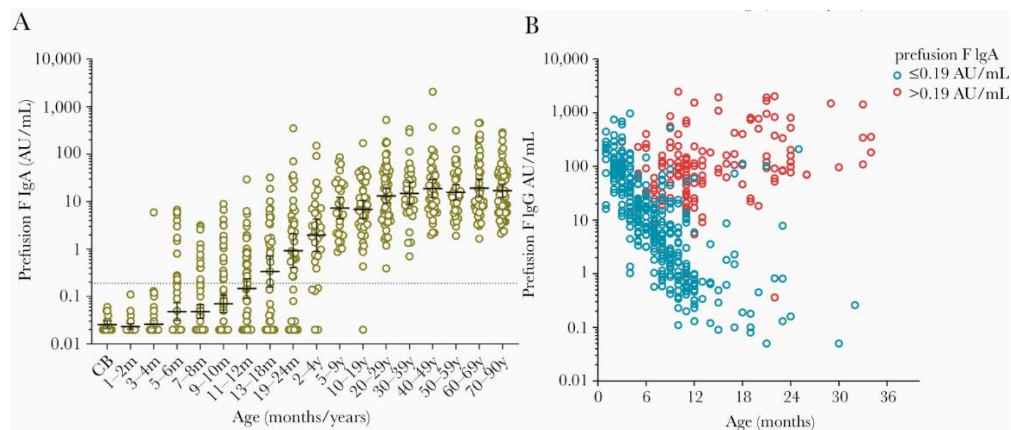 A
Prefusion F IgA (AU/mL)
10,000
1,000
100
10
1
0.1
0.01
CB
1–2m
3–4m
5–6m
7–8m
9–10m
11–12m
13–18m
19–24m
2–4y
5–9y
10–19y
20–29y
30–39y
40–49y
50–59y
60–69y
70–90y
Age (months/years)
B
prefusion F lgA
≤0.19 AU/mL
>0.19 AU/mL
Prefusion F lgG AU/mL
10,000
1,000
100
10
1
0.1
0.01
0
6
12
18
24
30
36
Age (months)